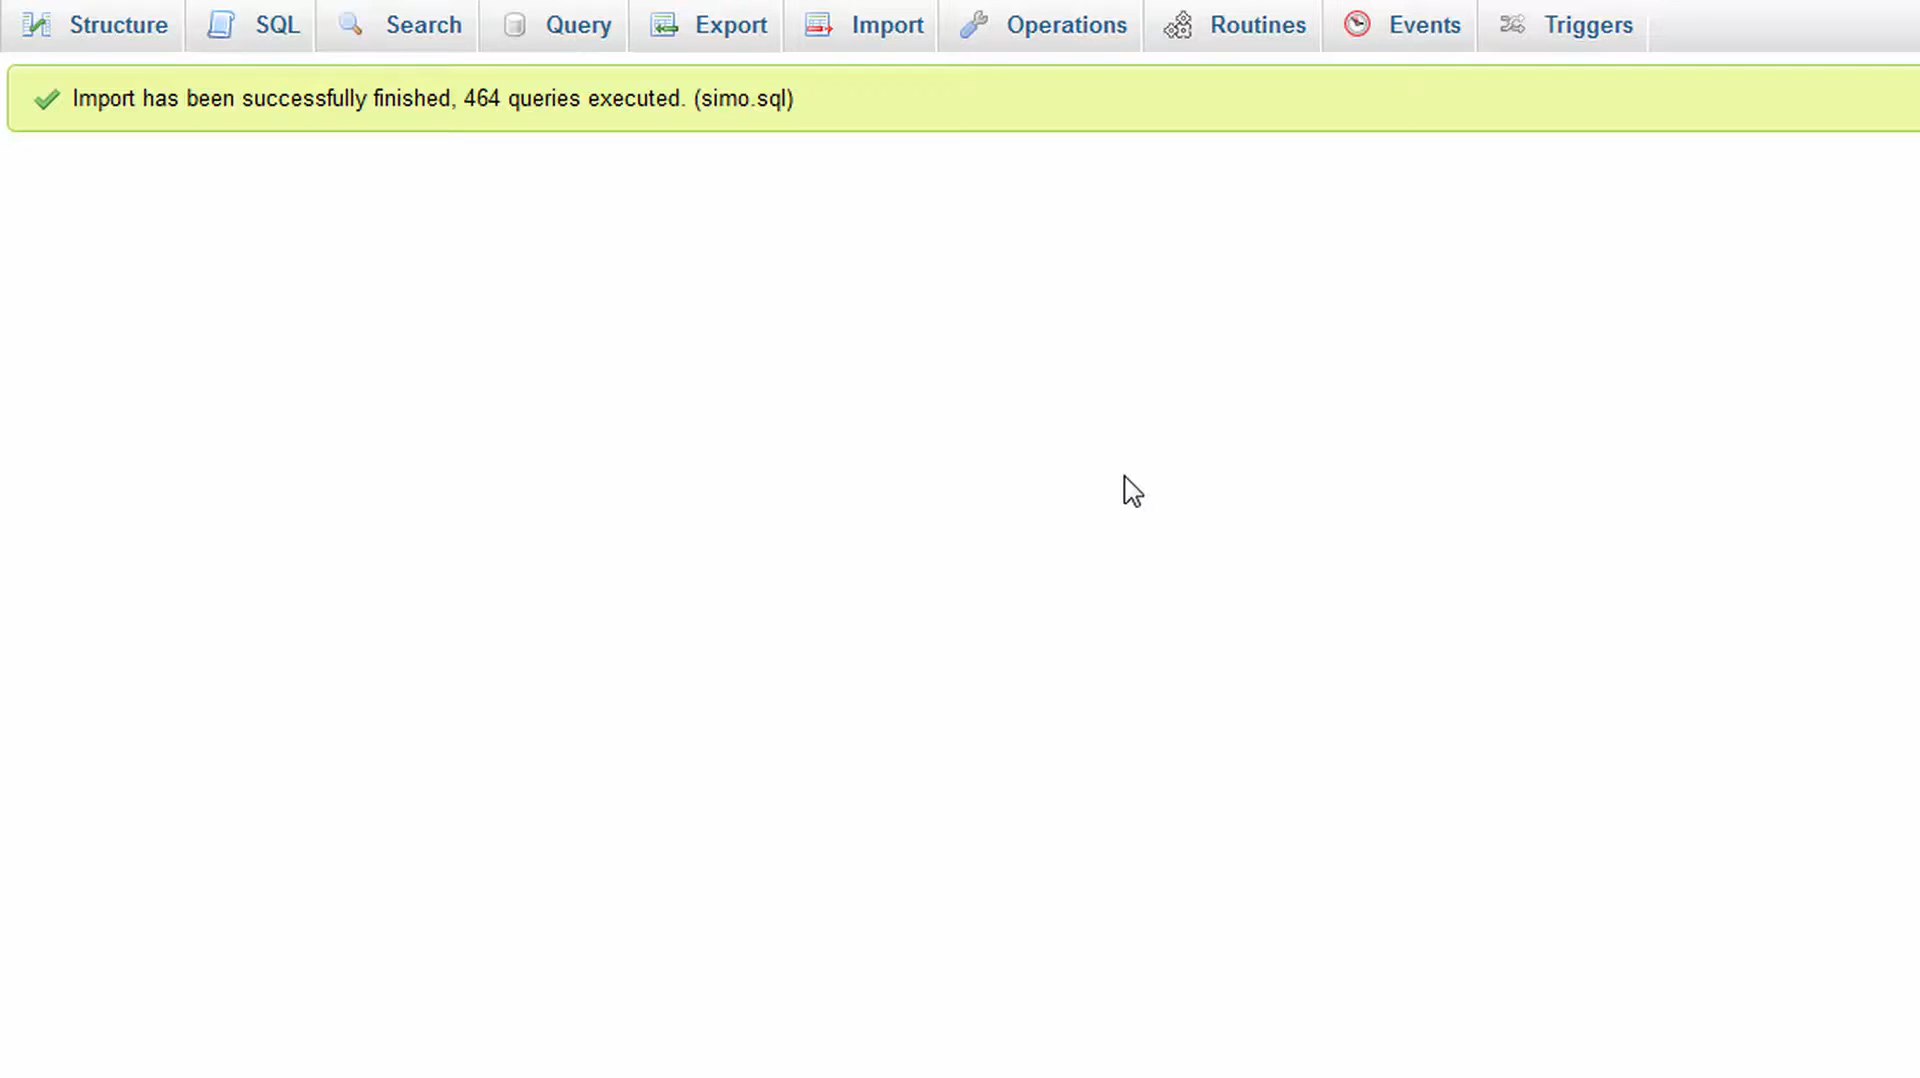 Structure SQL Search Query Export Import Operations Routines Events Triggers
Import has been successfully finished, 464 queries executed. (simo.sql)